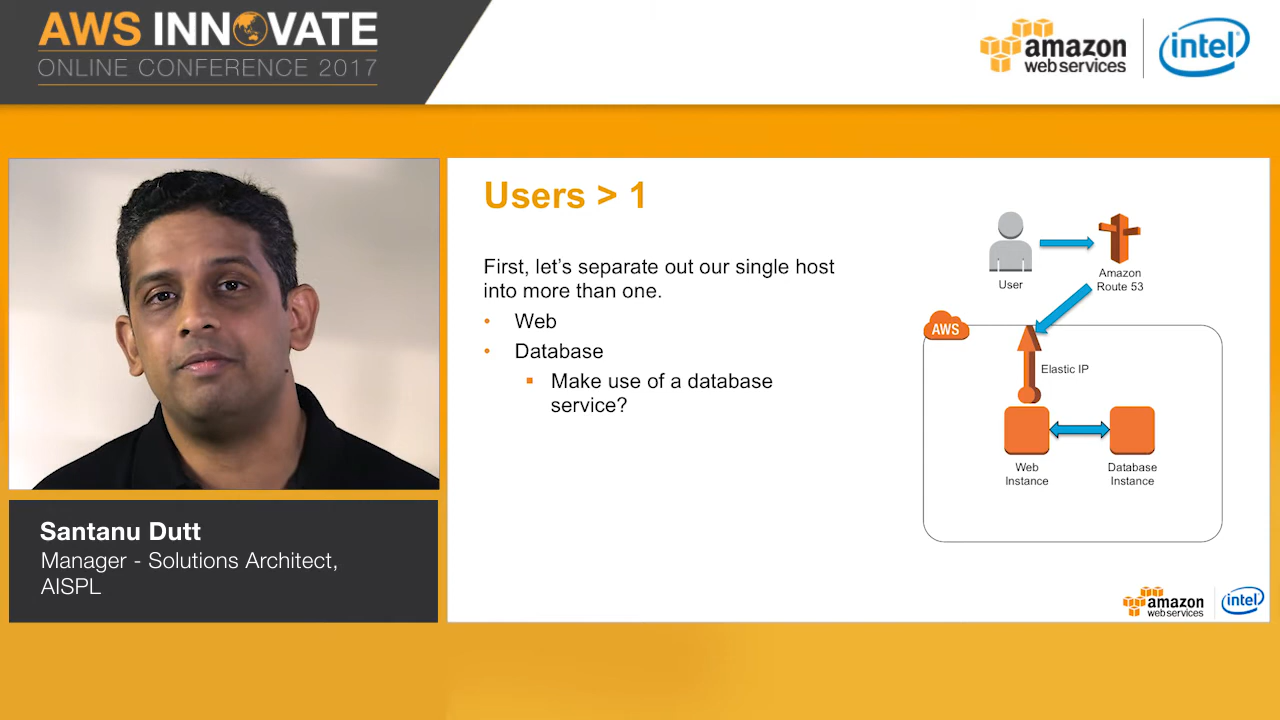 AWS INNOVATE
ONLINE CONFERENCE 2017
amazon
web services
intel
Users > 1
First, let's separate out our single host
into more than one.
• Web
• Database
▪ Make use of a database
service?
User
Amazon
Route 53
AWS
Elastic IP
Web
Instance
Database
Instance
Santanu Dutt
Manager - Solutions Architect,
AISPL
amazon
web services
intel